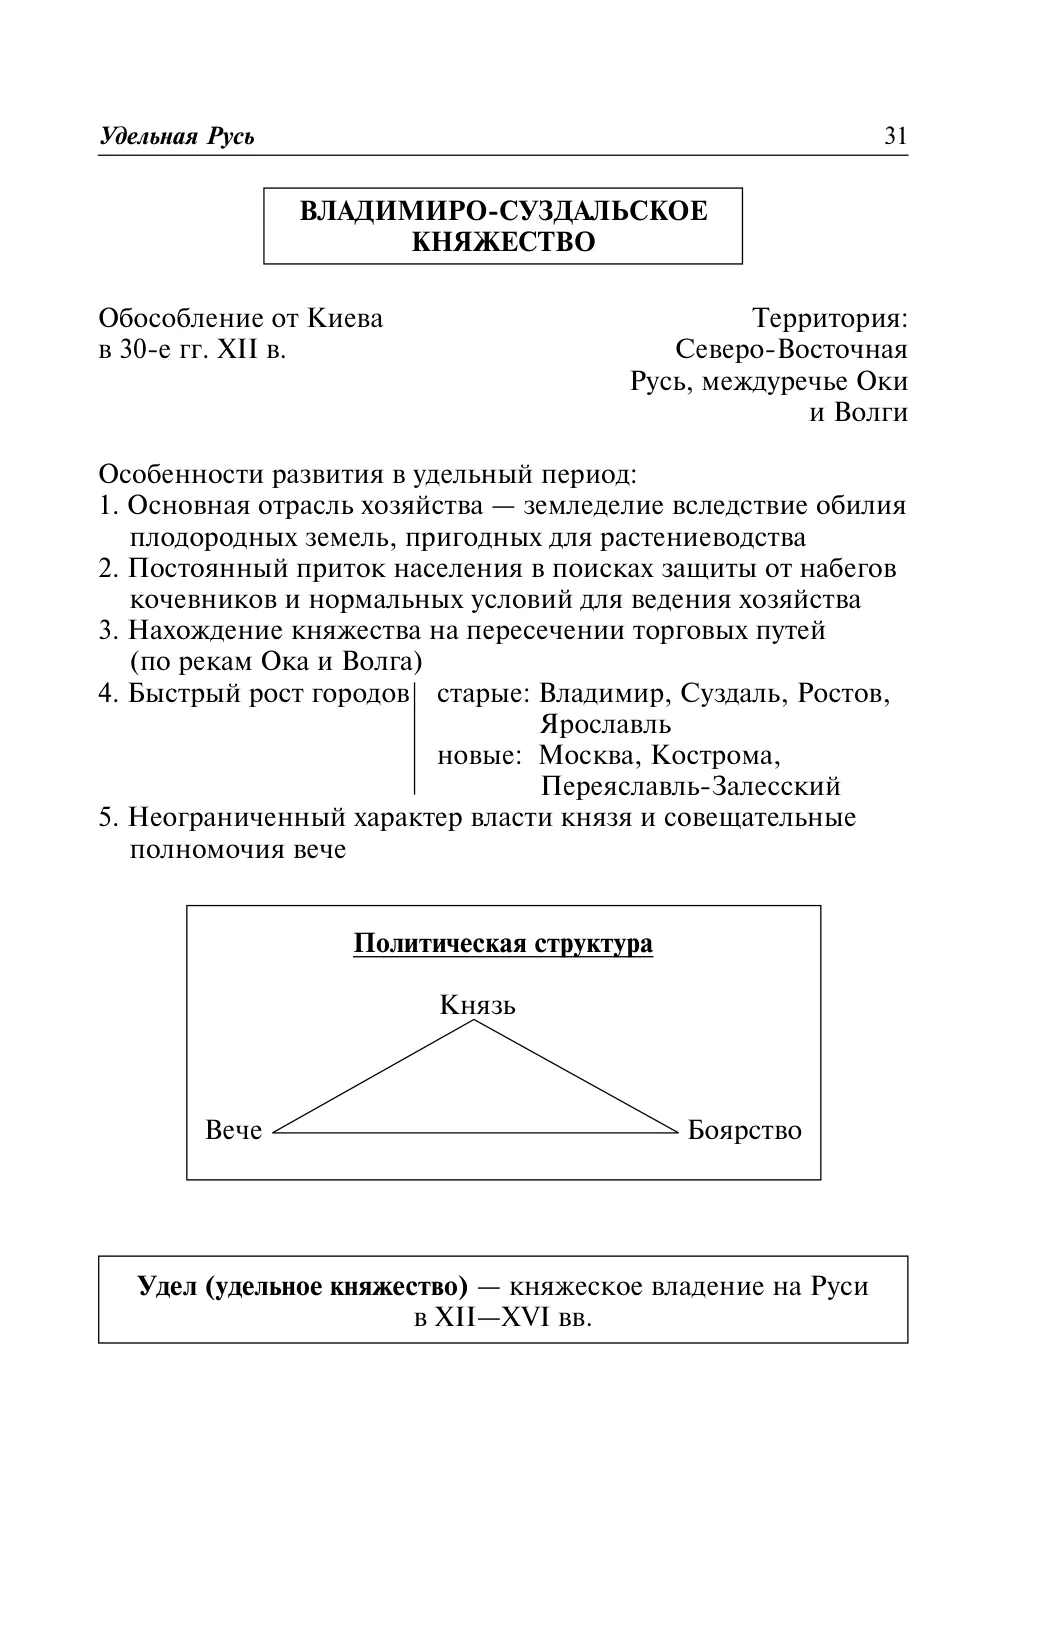 Удельная Русь 31
ВЛАДИМИРО-СУЗДАЛЬСКОЕ
КНЯЖЕСТВО
Обособление от Киева
в 30-е гг. XII в.
Территория:
Северо-Восточная
Русь, междуречье Оки
и Волги
Особенности развития в удельный период:
1. Основная отрасль хозяйства — земледелие вследствие обилия
плодородных земель, пригодных для растениеводства
2. Постоянный приток населения в поисках защиты от набегов
кочевников и нормальных условий для ведения хозяйства
3. Нахождение княжества на пересечении торговых путей
(по рекам Ока и Волга)
4. Быстрый рост городов старые: Владимир, Суздаль, Ростов,
Ярославль
новые: Москва, Кострома,
Переяславль-Залесский
5. Неограниченный характер власти князя и совещательные
полномочия вече
Политическая структура
Князь
Вече Боярство
Удел (удельное княжество) — княжеское владение на Руси
в XII—XVI вв.